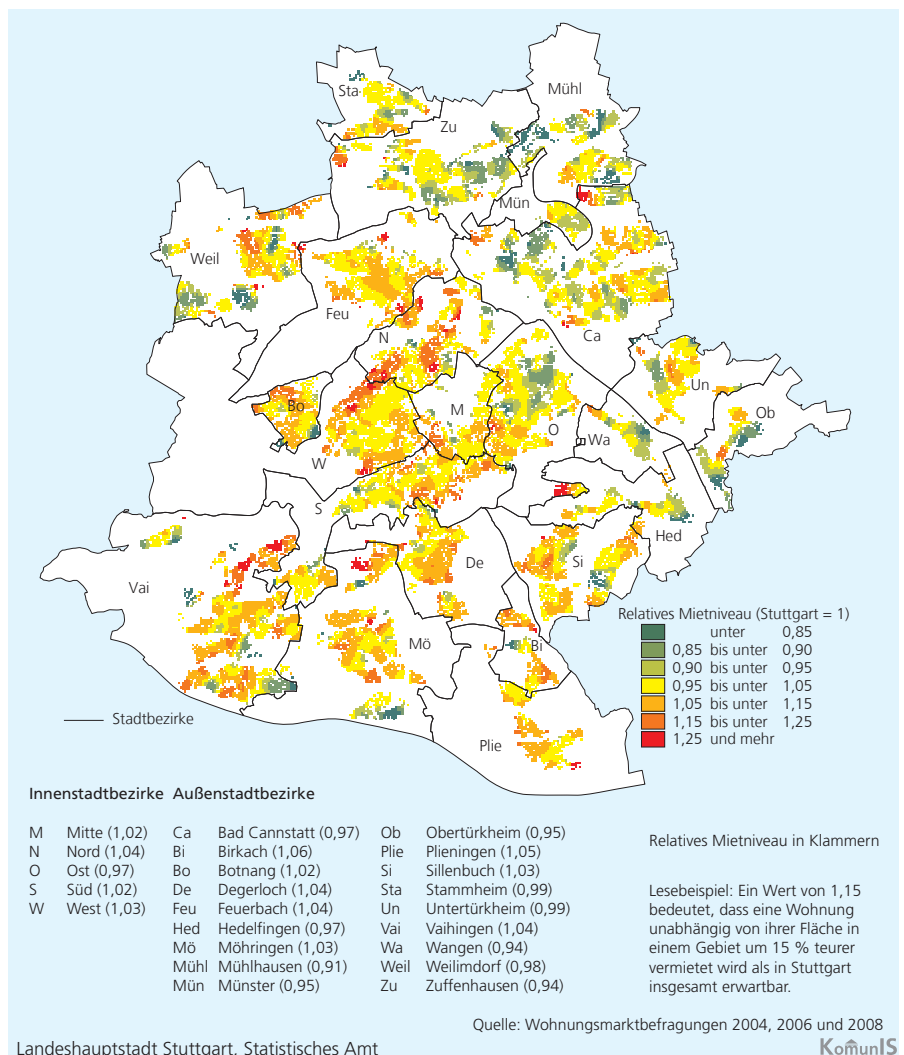 Sta
Mühl
Zu
Mün
Weil
Feu
N
Ca
Un
Bo
M
Ob
O
Wa
W
S
Hed
De
Si
Vai
Relatives Mietniveau (Stuttgart = 1)
unter 0,85
0,85 bis unter 0,90
0,90 bis unter 0,95
0,95 bis unter 1,05
1,05 bis unter 1,15
1,15 bis unter 1,25
1,25 und mehr
Mö
Bi
Stadtbezirke
Plie
Innenstadtbezirke Außenstadtbezirke
M Mitte (1,02) Ca Bad Cannstatt (0,97) Ob Obertürkheim (0,95)
N Nord (1,04) Bi Birkach (1,06) Plie Plieningen (1,05)
O Ost (0,97) Bo Botnang (1,02) Si Sillenbuch (1,03)
S Süd (1,02) De Degerloch (1,04) Sta Stammheim (0,99)
W West (1,03) Feu Feuerbach (1,04) Un Untertürkheim (0,99)
Hed Hedelfingen (0,97) Vai Vaihingen (1,04)
Mö Möhringen (1,03) Wa Wangen (0,94)
Mühl Mühlhausen (0,91) Weil Weilimdorf (0,98)
Mün Münster (0,95) Zu Zuffenhausen (0,94)
Relatives Mietniveau in Klammern
Lesebeispiel: Ein Wert von 1,15
bedeutet, dass eine Wohnung
unabhängig von ihrer Fläche in
einem Gebiet um 15 % teurer
vermietet wird als in Stuttgart
insgesamt erwartbar.
Quelle: Wohnungsmarktbefragungen 2004, 2006 und 2008
Landeshauptstadt Stuttgart, Statistisches Amt
KomunIS